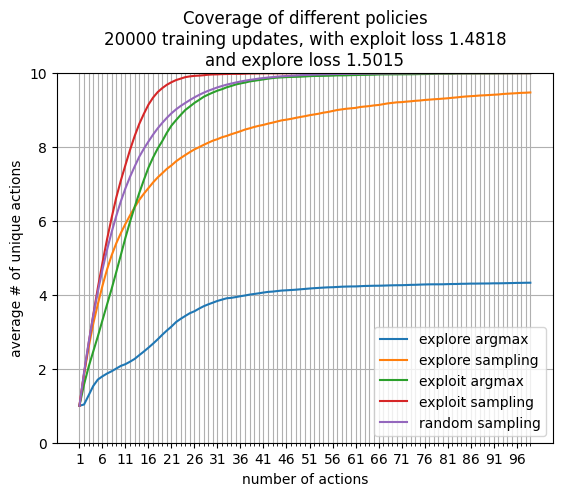 Coverage of different policies
20000 training updates, with exploit loss 1.4818
and explore loss 1.5015
10
8
6
4
2
0
average # of unique actions
explore argmax
explore sampling
exploit argmax
exploit sampling
random sampling
1 6 11 16 21 26 31 36 41 46 51 56 61 66 71 76 81 86 91 96
number of actions